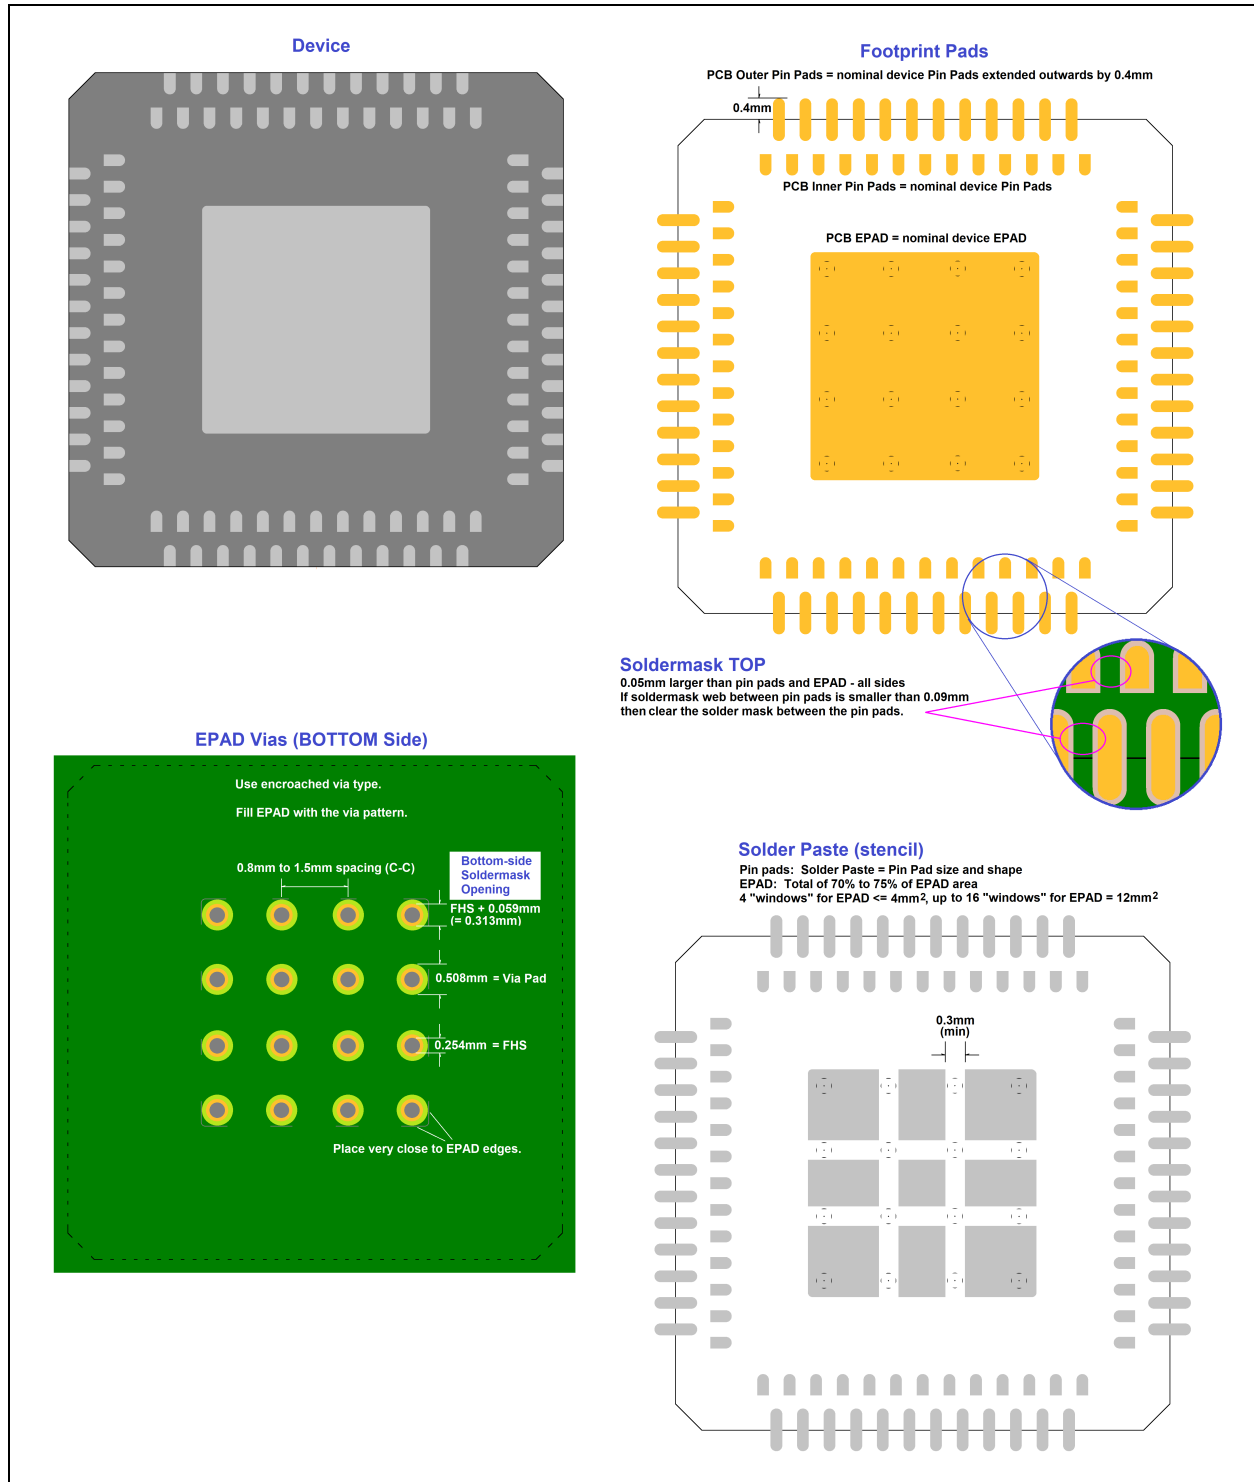 Device
Footprint Pads
PCB Outer Pin Pads = nominal device Pin Pads extended outwards by 0.4mm
0.4mm
PCB Inner Pin Pads = nominal device Pin Pads
PCB EPAD = nominal device EPAD
Soldermask TOP
0.05mm larger than pin pads and EPAD - all sides
If soldermask web between pin pads is smaller than 0.09mm
then clear the solder mask between the pin pads.
EPAD Vias (BOTTOM Side)
Use encroached via type.
Fill EPAD with the via pattern.
0.8mm to 1.5mm spacing (C-C)
Bottom-side
Soldermask
Opening
FHS + 0.059mm
(= 0.313mm)
0.508mm = Via Pad
0.254mm = FHS
Place very close to EPAD edges.
Solder Paste (stencil)
Pin pads: Solder Paste = Pin Pad size and shape
EPAD: Total of 70% to 75% of EPAD area
4 "windows" for EPAD <= 4mm², up to 16 "windows" for EPAD = 12mm²
0.3mm
(min)